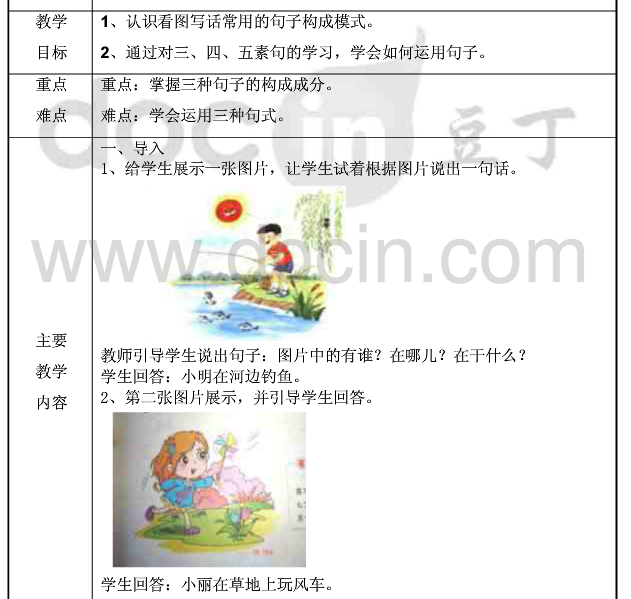 教学
目标
1、认识看图写话常用的句子构成模式。
2、通过对三、四、五素句的学习，学会如何运用句子。
重点
难点
重点：掌握三种句子的构成成分。
难点：学会运用三种句式。
docin 豆丁
www.docin.com
主要
教学
内容
一、导入
1、给学生展示一张图片，让学生试着根据图片说出一句话。
教师引导学生说出句子：图片中的有谁？在哪儿？在干什么？
学生回答：小明在河边钓鱼。
2、第二张图片展示，并引导学生回答。
学生回答：小丽在草地上玩风车。